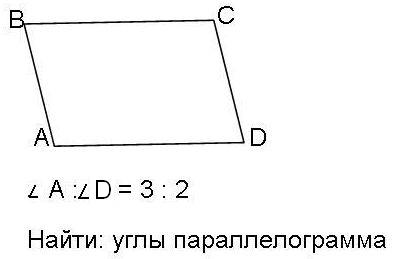 B C
A D
∠ A :∠ D = 3 : 2
Найти: углы параллелограмма